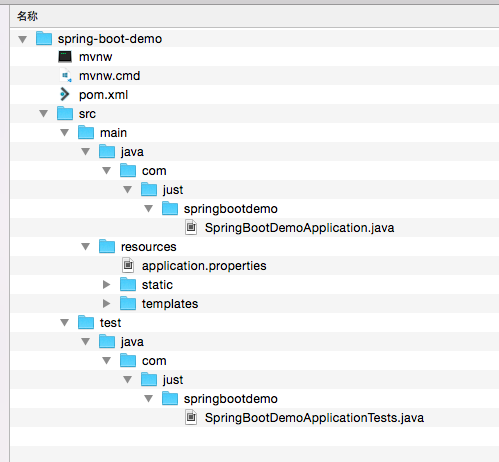 名称
spring-boot-demo
mvnw
mvnw.cmd
pom.xml
src
main
java
com
just
springbootdemo
SpringBootDemoApplication.java
resources
application.properties
static
templates
test
java
com
just
springbootdemo
SpringBootDemoApplicationTests.java